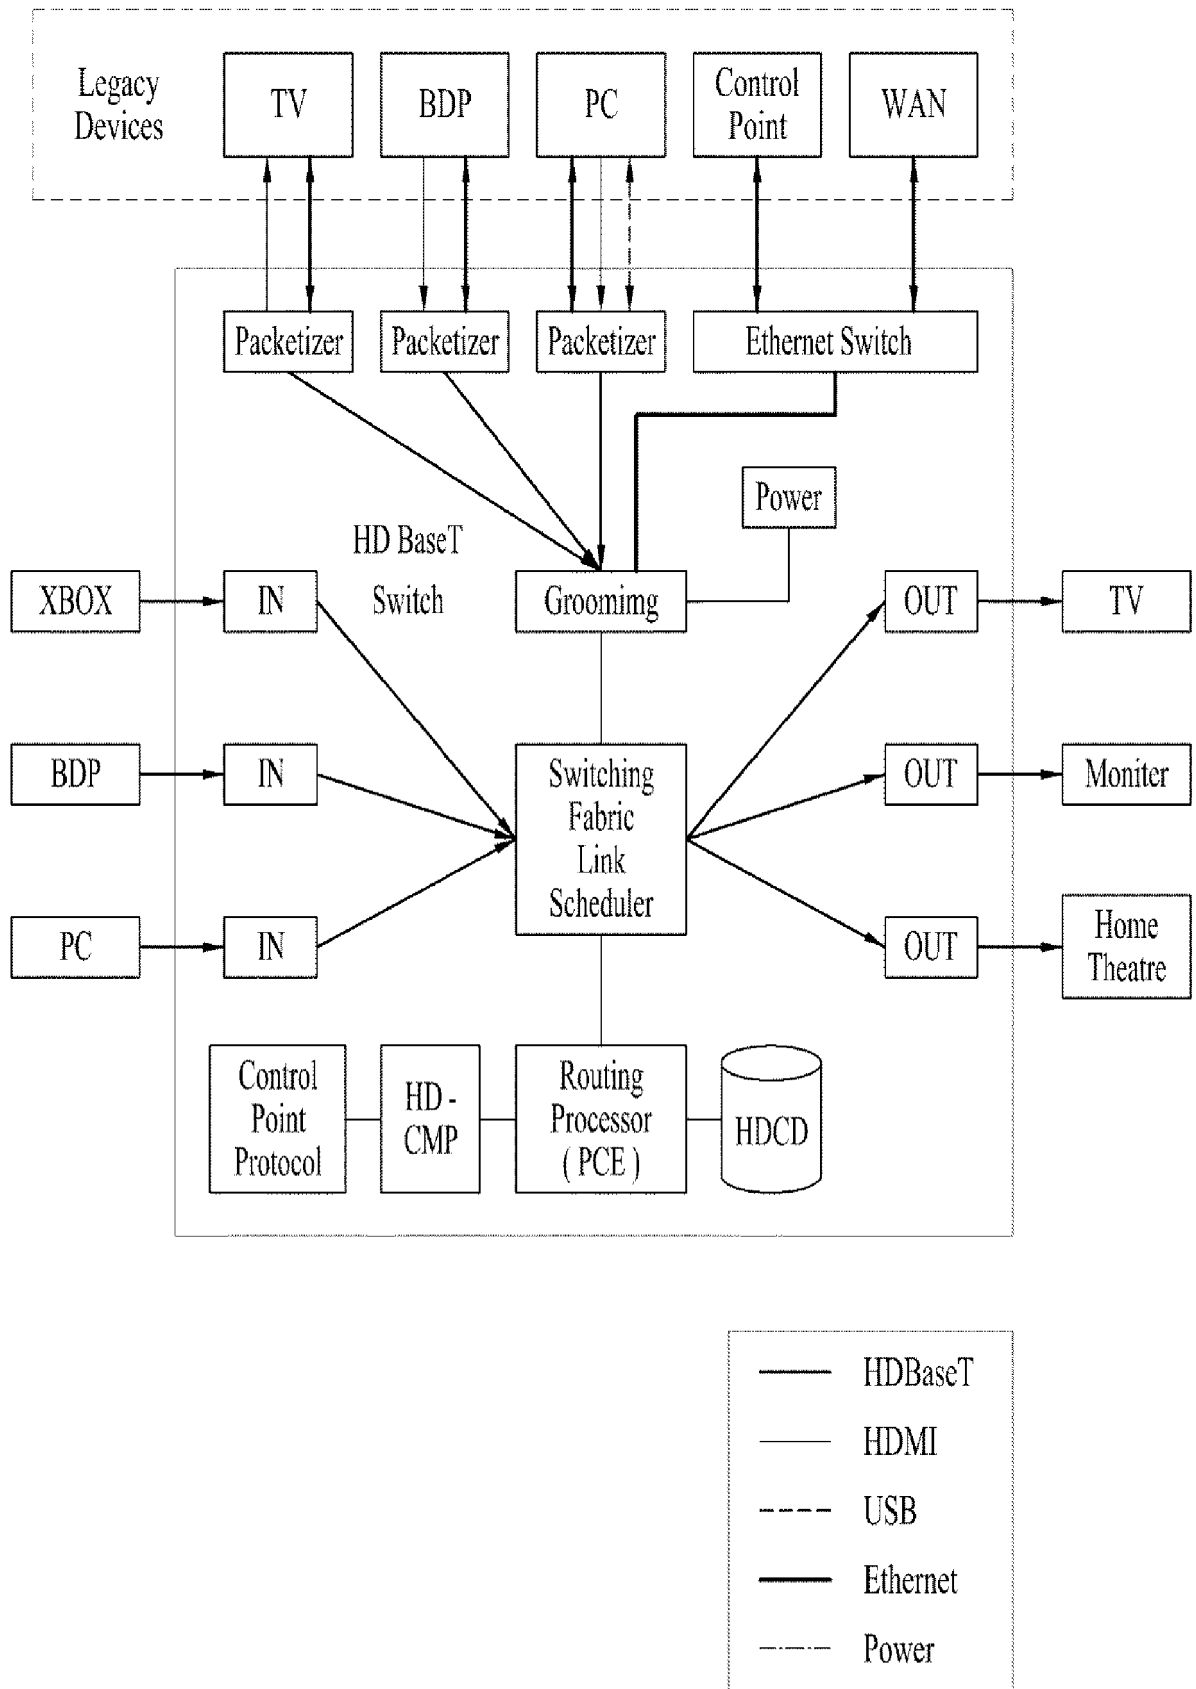 Legacy
Devices
TV
BDP
PC
Control
Point
WAN
Packetizer
Packetizer
Packetizer
Ethernet Switch
Power
HD BaseT
Switch
Groomimg
XBOX
IN
OUT
TV
BDP
IN
Switching
Fabric
Link
Scheduler
OUT
Moniter
PC
IN
OUT
Home
Theatre
Control
Point
Protocol
HD -
CMP
Routing
Processor
( PCE )
HDCD
HDBaseT
HDMI
USB
Ethernet
Power